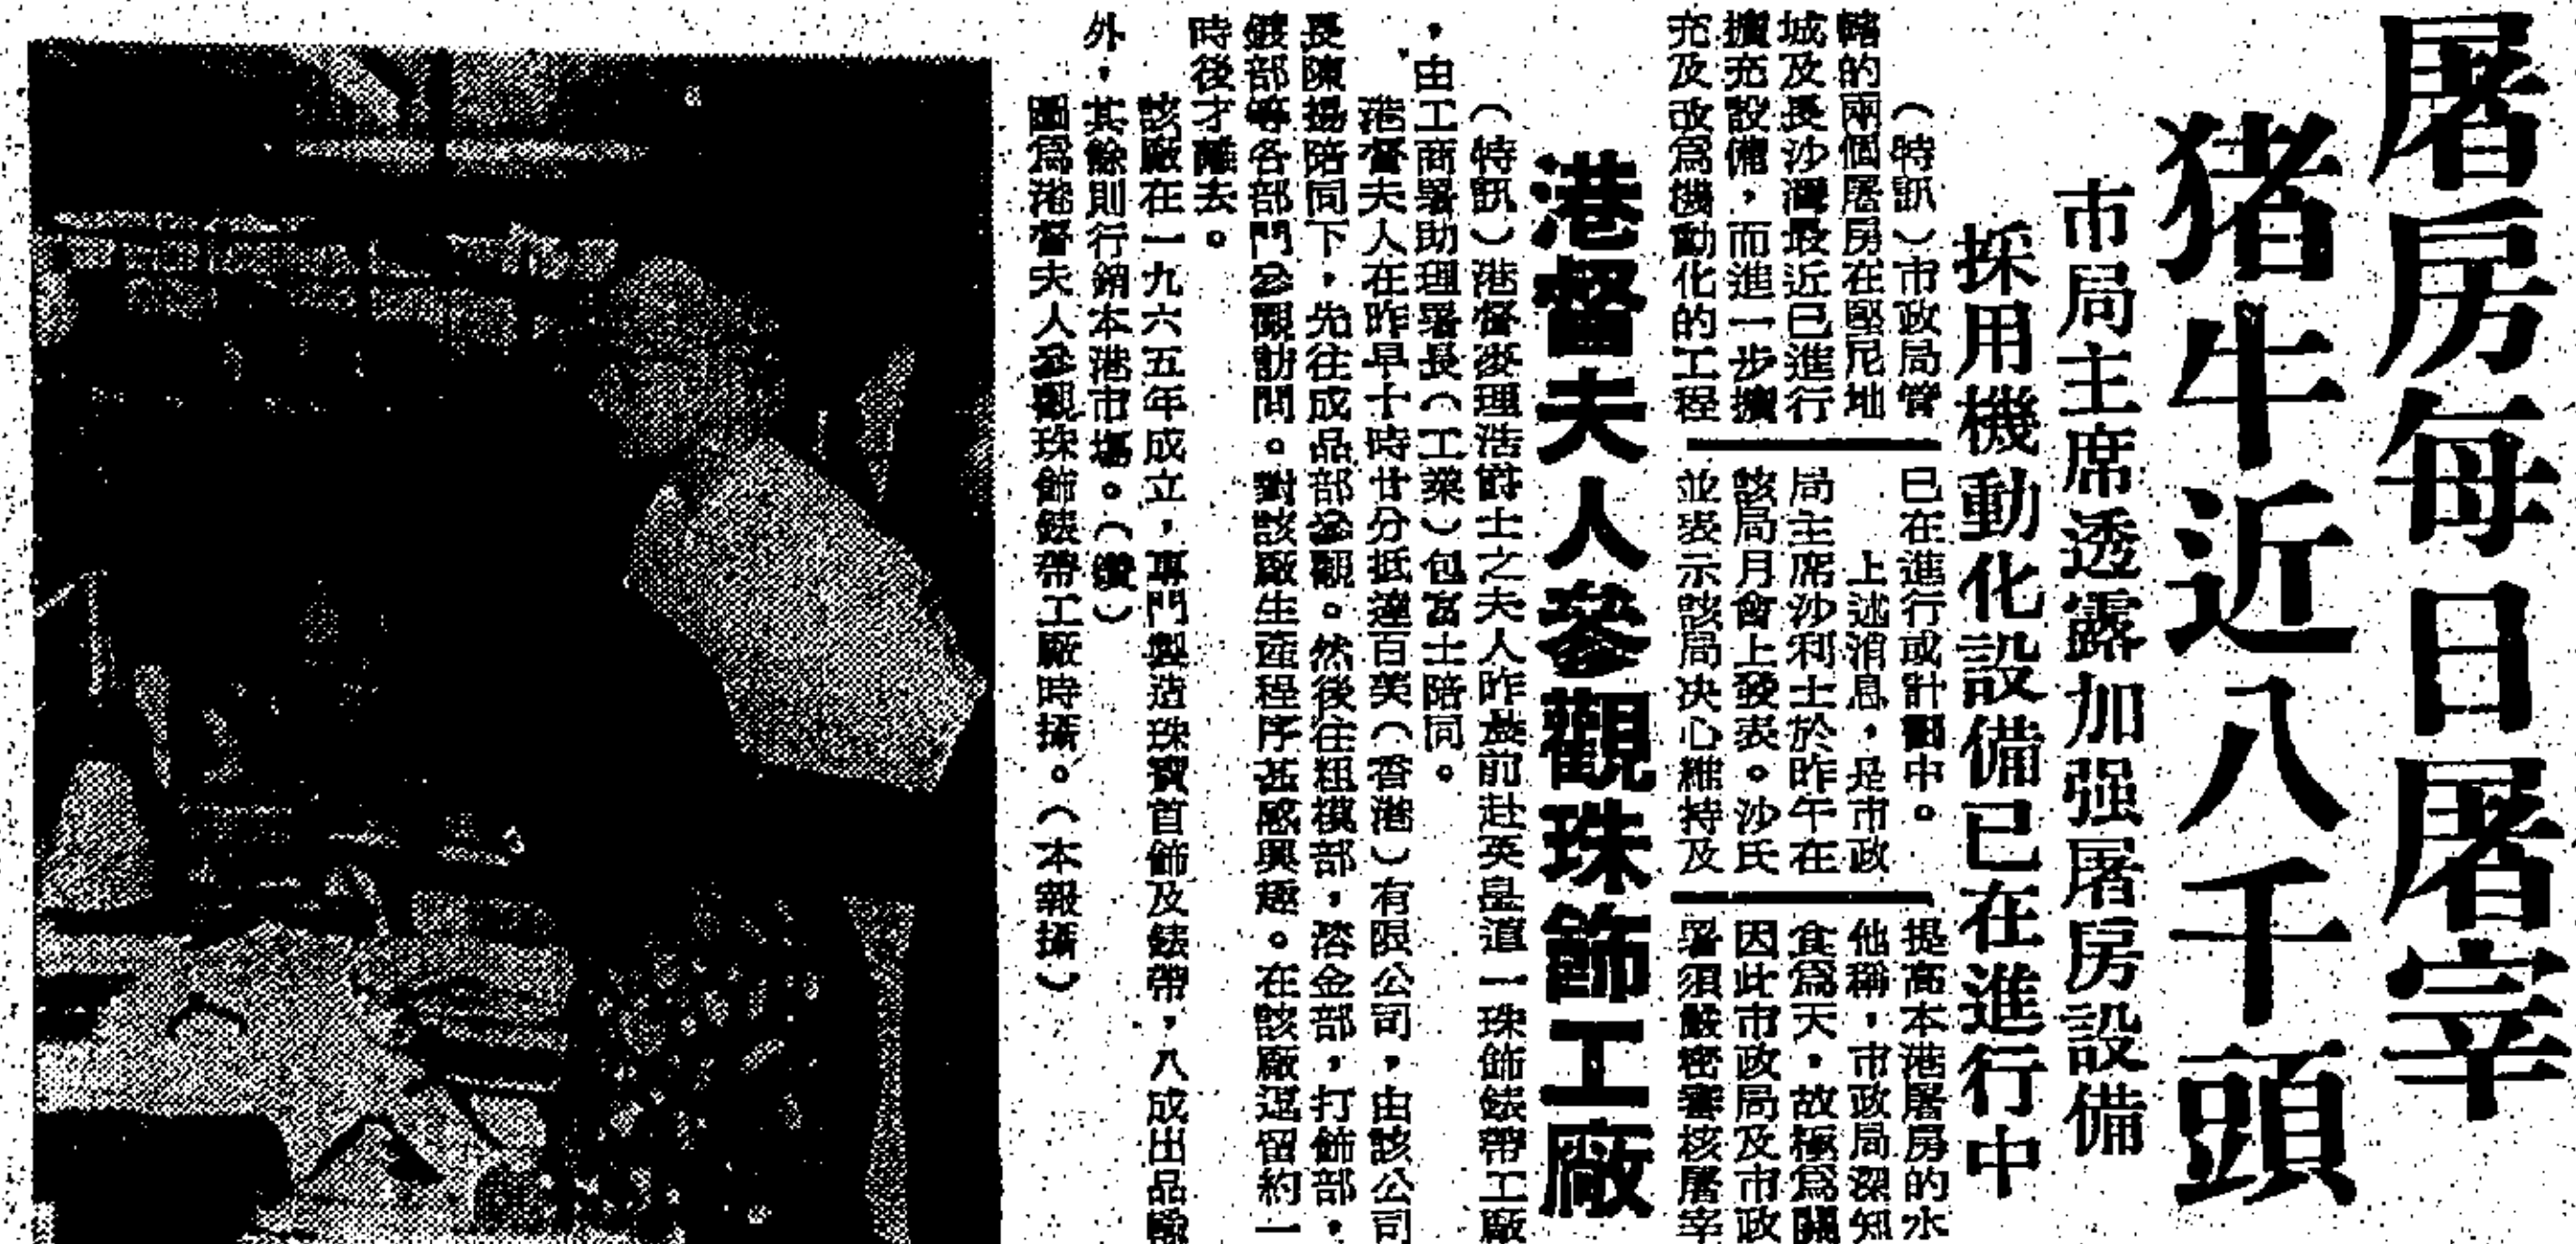 屠房每日屠宰
猪牛近八千頭
市局主席透露加强屠房設備
採用機動化設備已在進行中
（特訊）市政局管
轄的兩個屠房在堅尼地
城及長沙灣最近已進行
擴充設備，而進一步擴
充及改爲機動化的工程
已在進行或計劃中。
上述消息，是市政
局主席沙利士於昨午在
該局月會上發表。沙氏
並表示該局决心維持及
提高本港屠房的水
他稱，市政局深知
食爲天，故極爲關
因此市政局及市政
署須嚴密審核屠宰
港督夫人參觀珠飾工廠
（特訊）港督麥理浩爵士之夫人昨晨前赴英皇道一珠飾錶帶工廠
，由工商署助理署長（工業）包富士陪同。
港督夫人在昨早十時廿分抵達百美（香港）有限公司，由該公司
長陳揚陪同下，先往成品部參觀。然後往粗模部，溶金部，打飾部，
鍍部等各部門參觀訪問。對該廠生產程序甚感興趣。在該廠逗留約一
時後才離去。
該廠在一九六五年成立，專門製造珠寶首飾及錶帶，八成出品
外，其餘則行銷本港市場。（鑽）
圖爲港督夫人參觀珠飾錶帶工廠時攝。（本報攝）